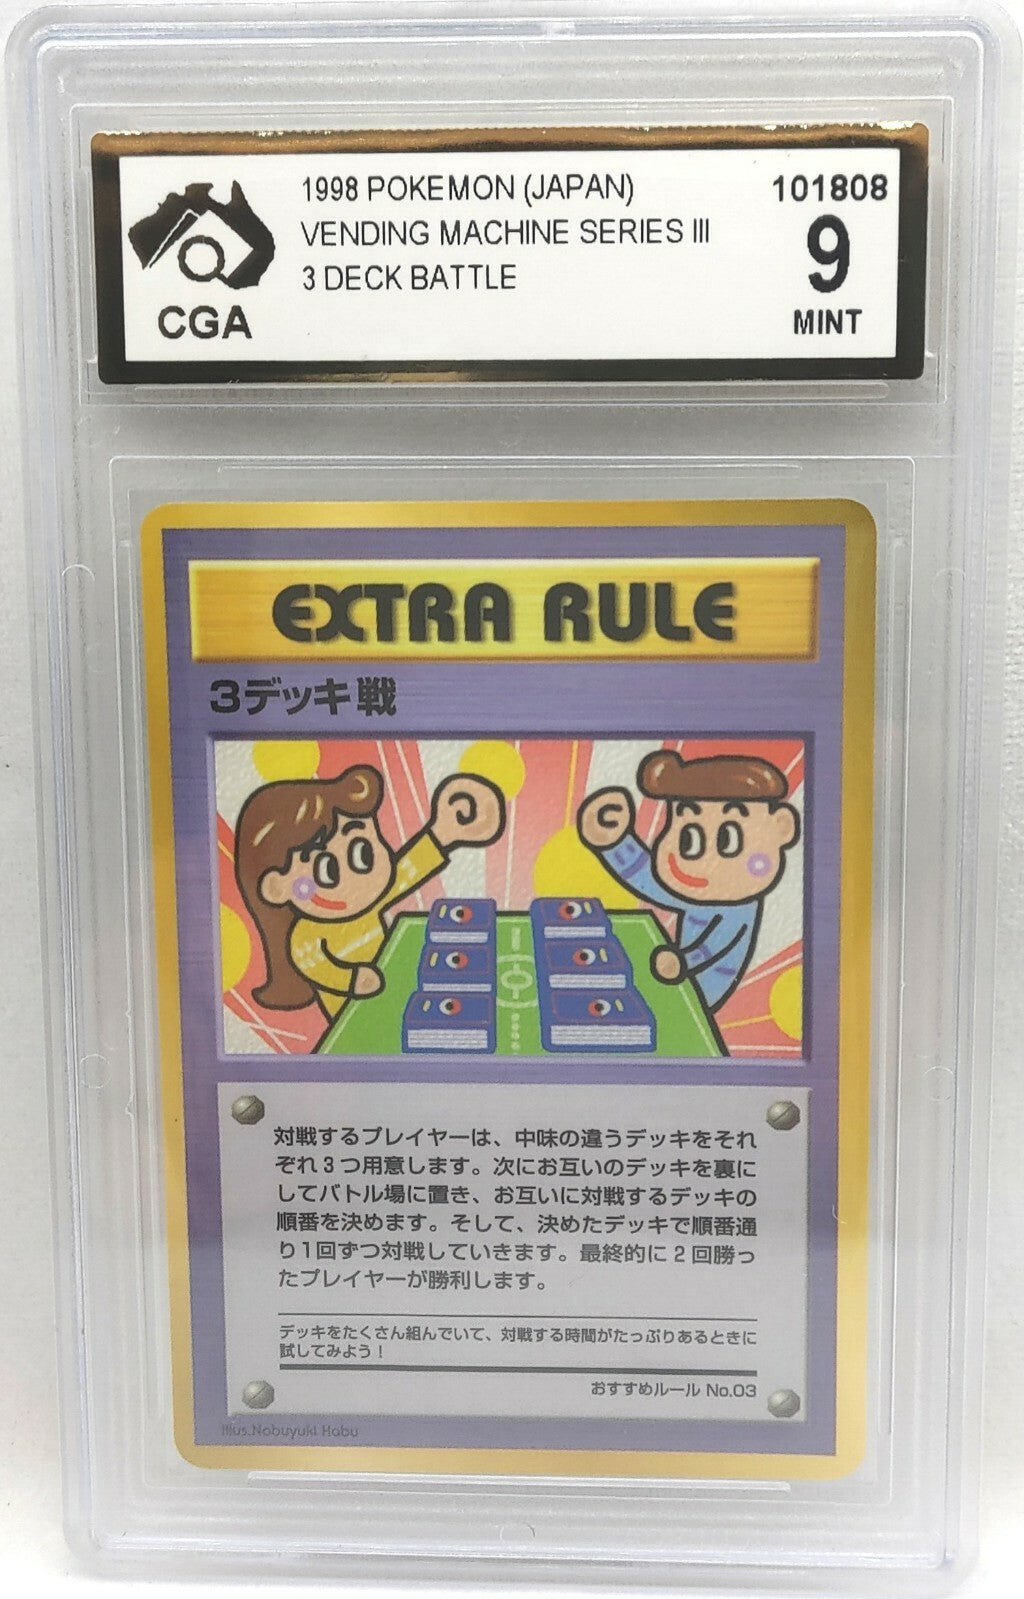 1998 POKEMON (JAPAN)
VENDING MACHINE SERIES III
3 DECK BATTLE
101808
9
MINT
CGA
EXTRA RULE
3デッキ戦
対戦するプレイヤーは、中味の違うデッキをそれ
ぞれ3つ用意します。次にお互いのデッキを裏に
してバトル場に置き、お互いに対戦するデッキの
順番を決めます。そして、決めたデッキで順番通
り1回ずつ対戦していきます。最終的に2回勝っ
たプレイヤーが勝利します。
デッキをたくさん組んでいて、対戦する時間がたっぷりあるときに
試してみよう！
おすすめルール No.03
Illus.Nobuyuki Habu